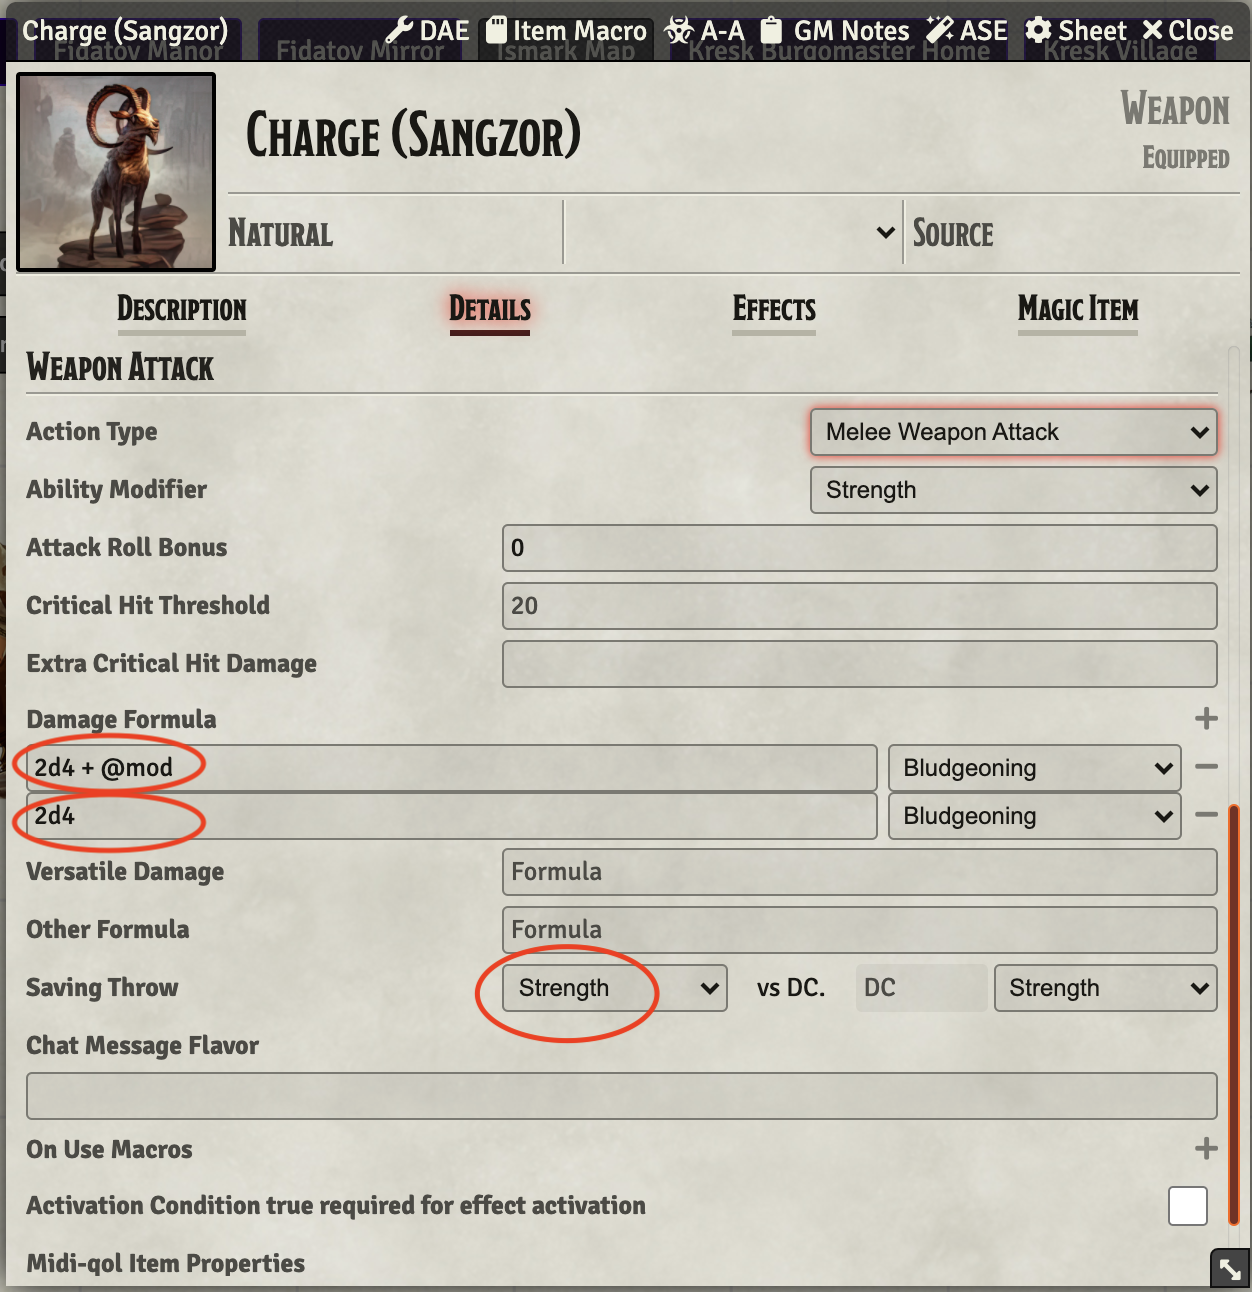 Charge (Sangzor) DAE Item Macro A-A GM Notes ASE Sheet Close
Fidatov Manor Fidatov Mirror Tsmark Map Kresk Burgomaster Home Kresk Village
Charge (Sangzor)
Weapon
Equipped
Natural Source
Description Details Effects Magic Item
Weapon Attack
Action Type Melee Weapon Attack
Ability Modifier Strength
Attack Roll Bonus 0
Critical Hit Threshold 20
Extra Critical Hit Damage
Damage Formula
2d4 + @mod Bludgeoning
2d4 Bludgeoning
Versatile Damage Formula
Other Formula Formula
Saving Throw Strength vs DC. DC Strength
Chat Message Flavor
On Use Macros
Activation Condition true required for effect activation
Midi-qol Item Properties